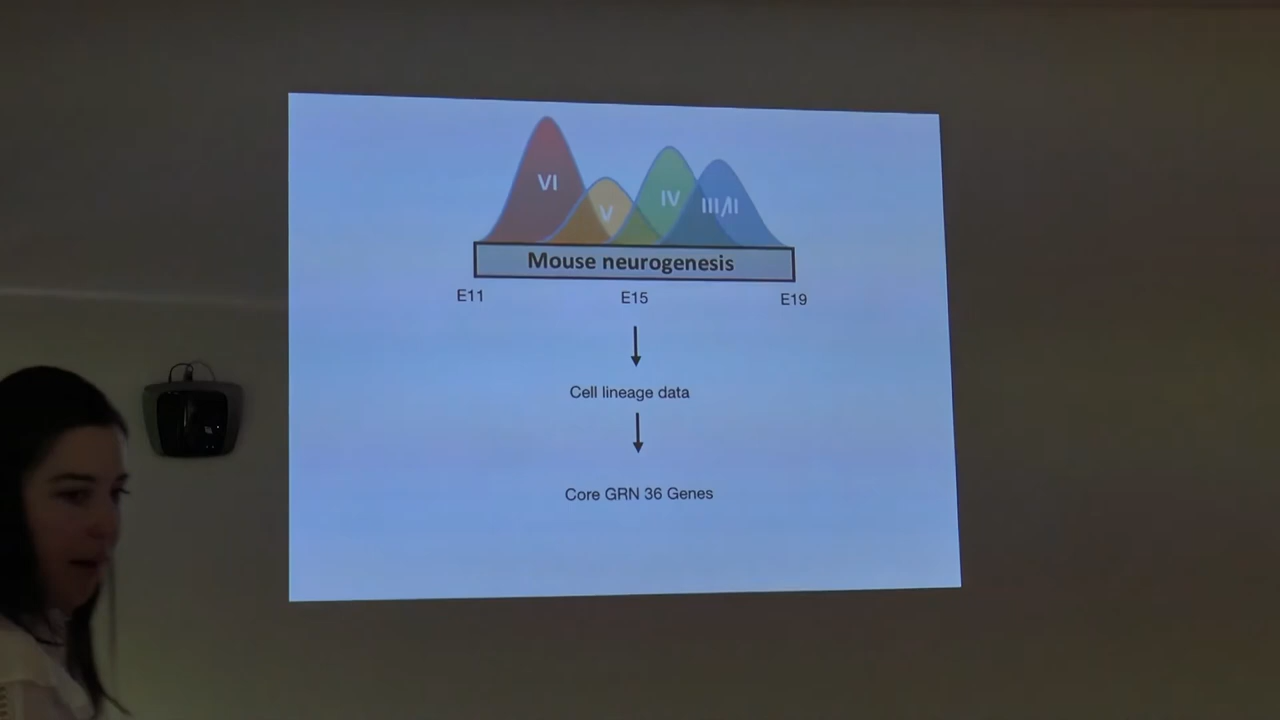 VI
V
IV
III/II
Mouse neurogenesis
E11
E15
E19
Cell lineage data
Core GRN 36 Genes